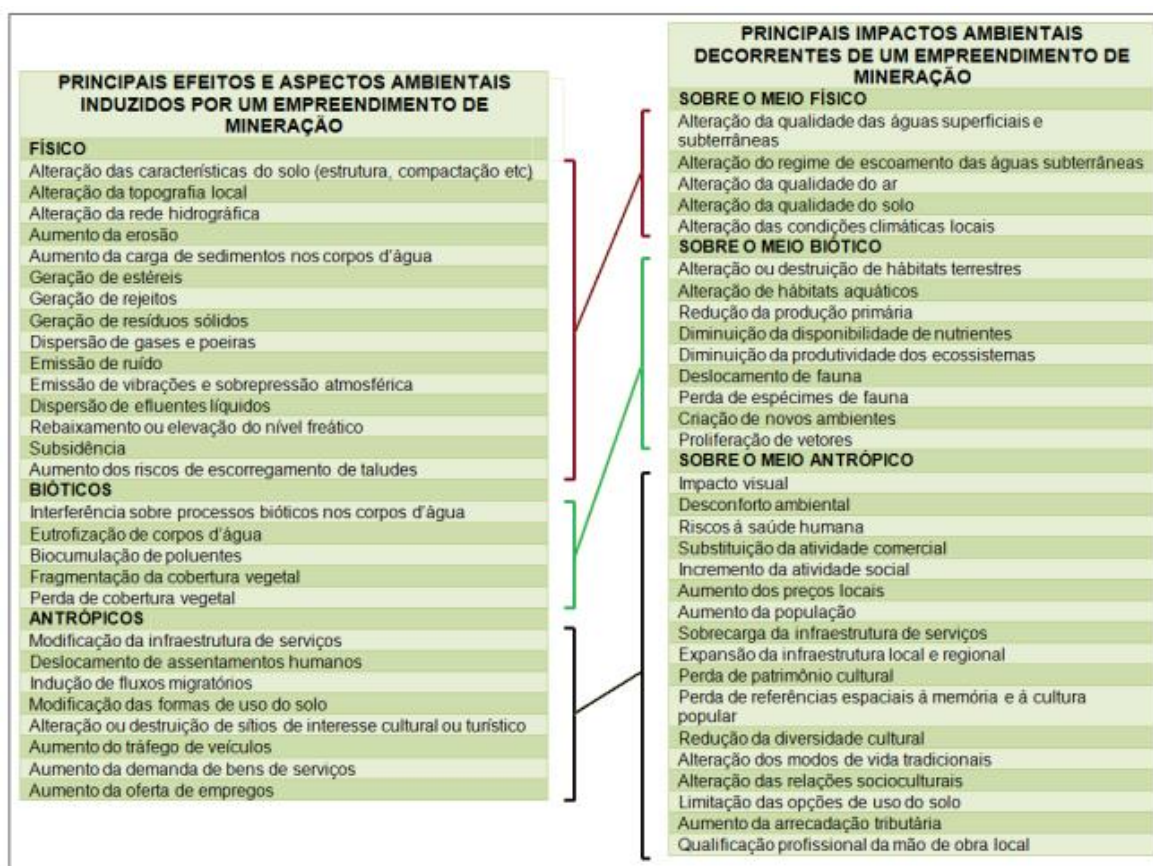 PRINCIPAIS EFEITOS E ASPECTOS AMBIENTAIS
INDUZIDOS POR UM EMPREENDIMENTO DE
MINERAÇÃO
FÍSICO
Alteração das características do solo (estrutura, compactação etc)
Alteração da topografia local
Alteração da rede hidrográfica
Aumento da erosão
Aumento da carga de sedimentos nos corpos d'água
Geração de estéreis
Geração de rejeitos
Geração de resíduos sólidos
Dispersão de gases e poeiras
Emissão de ruído
Emissão de vibrações e sobrepressão atmosférica
Dispersão de efluentes líquidos
Rebaixamento ou elevação do nível freático
Subsidência
Aumento dos riscos de escorregamento de taludes
BIÓTICOS
Interferência sobre processos bióticos nos corpos d'água
Eutrofização de corpos d'água
Biocumulação de poluentes
Fragmentação da cobertura vegetal
Perda de cobertura vegetal
ANTRÓPICOS
Modificação da infraestrutura de serviços
Deslocamento de assentamentos humanos
Indução de fluxos migratórios
Modificação das formas de uso do solo
Alteração ou destruição de sítios de interesse cultural ou turístico
Aumento do tráfego de veículos
Aumento da demanda de bens de serviços
Aumento da oferta de empregos
PRINCIPAIS IMPACTOS AMBIENTAIS
DECORRENTES DE UM EMPREENDIMENTO DE
MINERAÇÃO
SOBRE O MEIO FÍSICO
Alteração da qualidade das águas superficiais e
subterrâneas
Alteração do regime de escoamento das águas subterrâneas
Alteração da qualidade do ar
Alteração da qualidade do solo
Alteração das condições climáticas locais
SOBRE O MEIO BIÓTICO
Alteração ou destruição de hábitats terrestres
Alteração de hábitats aquáticos
Redução da produção primária
Diminuição da disponibilidade de nutrientes
Diminuição da produtividade dos ecossistemas
Deslocamento de fauna
Perda de espécimes de fauna
Criação de novos ambientes
Proliferação de vetores
SOBRE O MEIO ANTRÓPICO
Impacto visual
Desconforto ambiental
Riscos à saúde humana
Substituição da atividade comercial
Incremento da atividade social
Aumento dos preços locais
Aumento da população
Sobrecarga da infraestrutura de serviços
Expansão da infraestrutura local e regional
Perda de patrimônio cultural
Perda de referências espaciais à memória e à cultura
popular
Redução da diversidade cultural
Alteração dos modos de vida tradicionais
Alteração das relações socioculturais
Limitação das opções de uso do solo
Aumento da arrecadação tributária
Qualificação profissional da mão de obra local